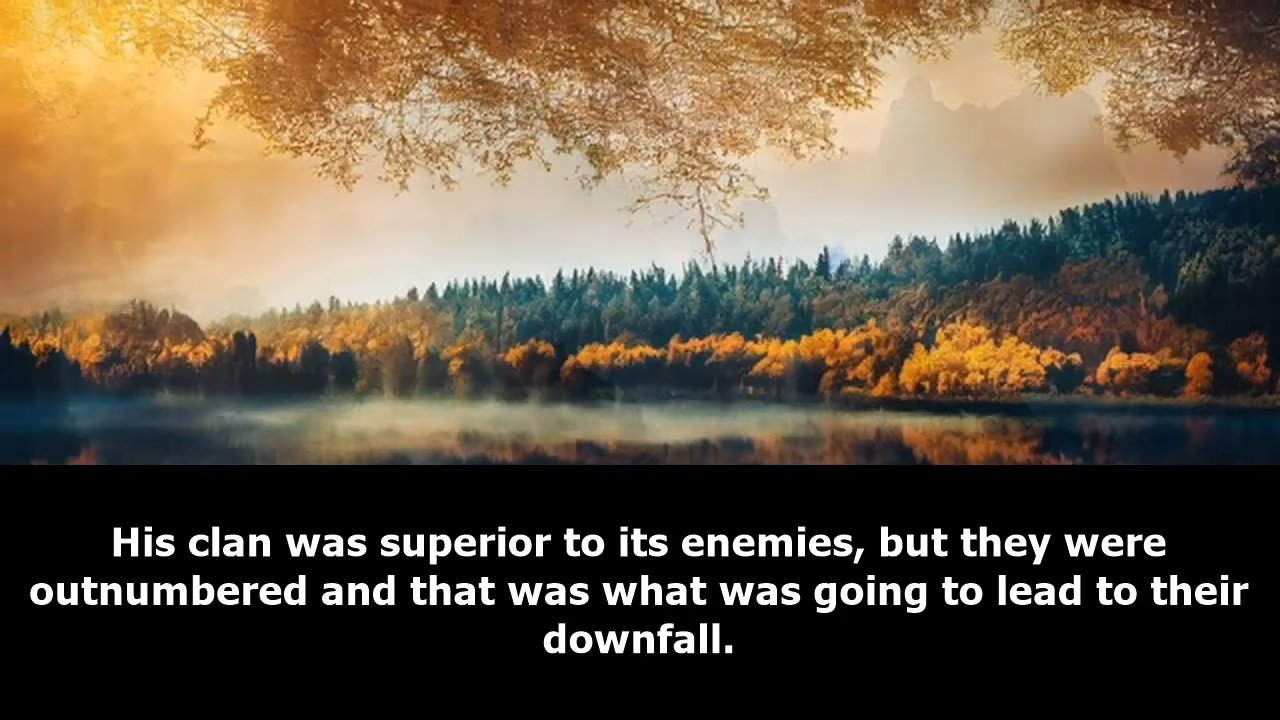 His clan was superior to its enemies, but they were
outnumbered and that was what was going to lead to their
downfall.